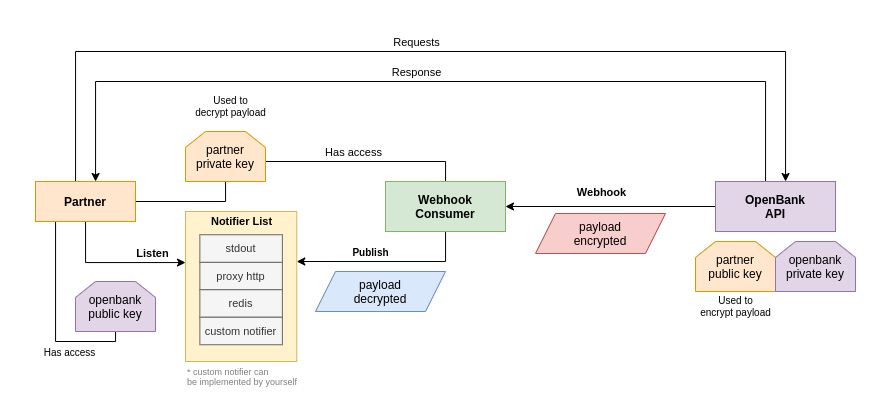 Requests
Response
Used to
decrypt payload
partner
private key
Has access
Partner
Webhook
Consumer
Webhook
OpenBank
API
Notifier List
stdout
proxy http
redis
custom notifier
Listen
Publish
payload
encrypted
payload
decrypted
partner
public key
openbank
private key
Used to
encrypt payload
openbank
public key
Has access
* custom notifier can
be implemented by yourself